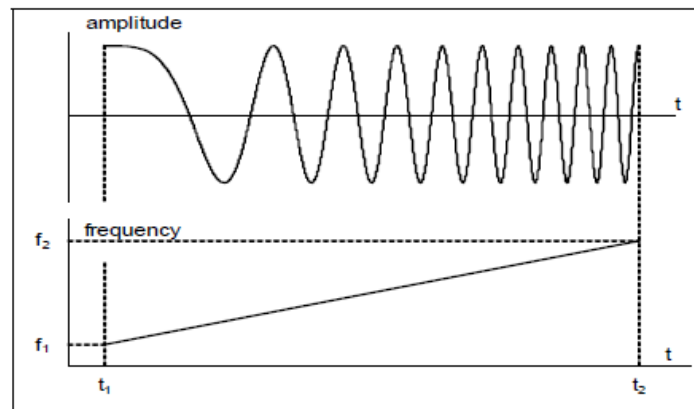 amplitude
t
frequency
f₂
f₁
t
t₁
t₂